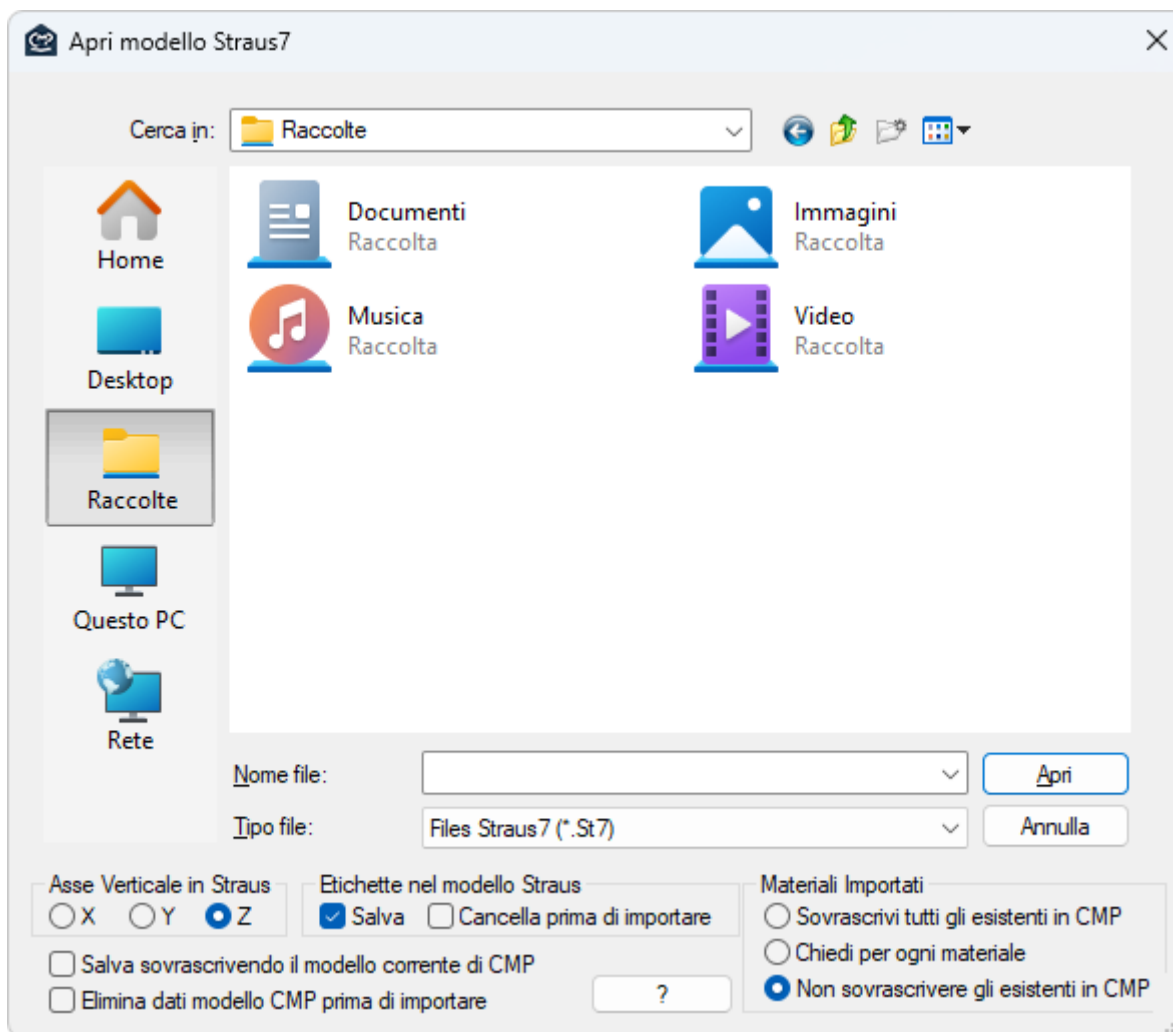 Apri modello Straus7
Cerca in: Raccolte
Home
Desktop
Raccolte
Questo PC
Rete
Documenti
Raccolta
Immagini
Raccolta
Musica
Raccolta
Video
Raccolta
Nome file: Apri
Tipo file: Files Straus7 (*.St7) Annulla
Asse Verticale in Straus
X Y Z
Etichette nel modello Straus
Salva Cancella prima di importare
Salva sovrascrivendo il modello corrente di CMP
Elimina dati modello CMP prima di importare
?
Materiali Importati
Sovrascrivi tutti gli esistenti in CMP
Chiedi per ogni materiale
Non sovrascrivere gli esistenti in CMP